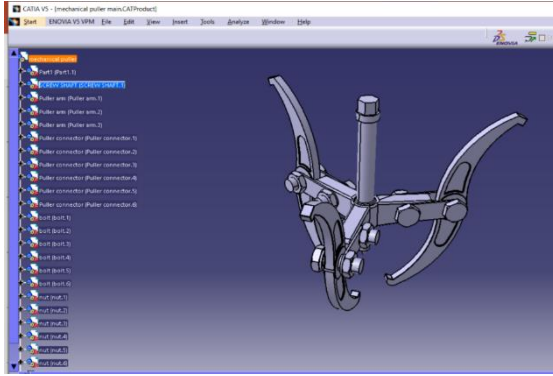 CATIA V5 - [mechanical puller main.CATProduct]
Start ENOVIA V5 VPM File Edit View Insert Tools Analyze Window Help
ENOVIA
mechanical puller
Part1 (Part1.1)
SCREW SHAFT (SCREW SHAFT.1)
Puller arm (Puller arm.1)
Puller arm (Puller arm.2)
Puller arm (Puller arm.3)
Puller connector (Puller connector.1)
Puller connector (Puller connector.2)
Puller connector (Puller connector.3)
Puller connector (Puller connector.4)
Puller connector (Puller connector.5)
Puller connector (Puller connector.6)
bolt (bolt.1)
bolt (bolt.2)
bolt (bolt.3)
bolt (bolt.4)
bolt (bolt.5)
bolt (bolt.6)
nut (nut.1)
nut (nut.2)
nut (nut.3)
nut (nut.4)
nut (nut.5)
nut (nut.6)